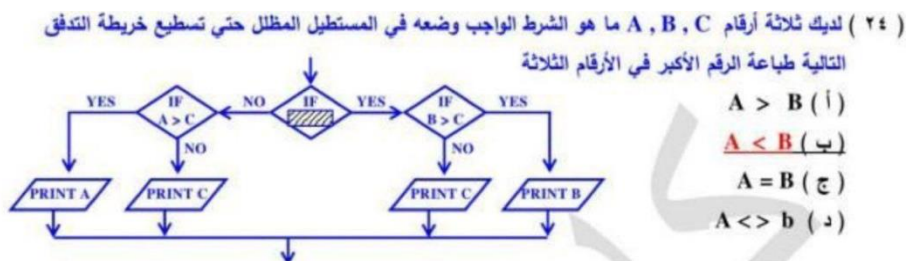 ( ٢٤ ) لديك ثلاثة أرقام A , B , C ما هو الشرط الواجب وضعه في المستطيل المظلل حتي تسطيع خريطة التدفق
التالية طباعة الرقم الأكبر في الأرقام الثلاثة
( أ ) A > B
( ب ) A < B
( ج ) A = B
( د ) A < > b
YES IF A > C NO IF YES IF B > C YES
NO NO
PRINT A PRINT C PRINT C PRINT B